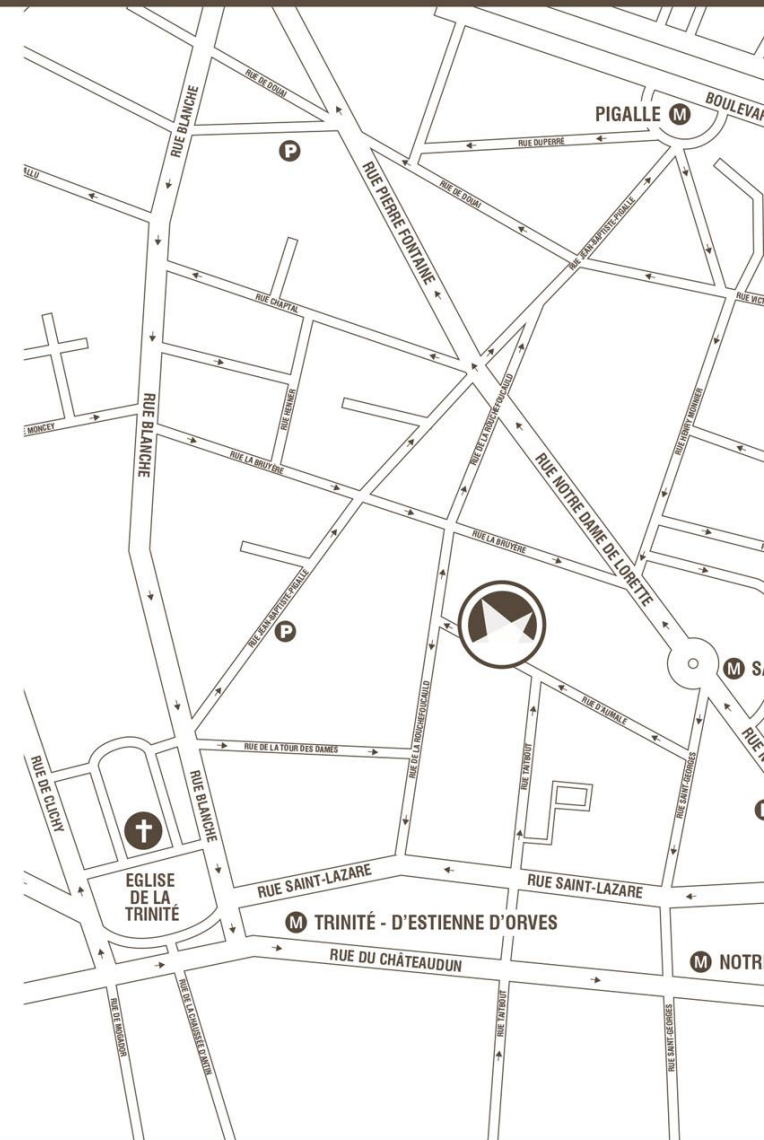 RUE DE DOUAI
RUE BLANCHE
PIGALLE M
BOULEVAR
RUE DUPERRÉ
P
RUE DE DOUAI
RUE PIERRE FONTAINE
RUE JEAN-BAPTISTE-PIGALLE
RUE CHAPTAL
RUE VICT
RUE DE LA ROUCHEFOUCAULD
RUE HENNER
RUE HENRY MONNIER
MONCEY
RUE BLANCHE
RUE LA BRUYÈRE
RUE NOTRE DAME DE LORETTE
RUE LA BRUYÈRE
RUE JEAN-BAPTISTE-PIGALLE
P
M SA
RUE D'AUMALE
RUE DE LA ROUCHEFOUCAULD
RUE DE LA TOUR DES DAMES
RUE TAITBOUT
RUE SAINT-GEORGES
RUE DE CLICHY
RUE BLANCHE
EGLISE
DE LA
TRINITÉ
RUE SAINT-LAZARE
RUE SAINT-LAZARE
M TRINITÉ - D'ESTIENNE D'ORVES
RUE DU CHÂTEAUDUN
M NOTR
RUE DE MOGADOR
RUE DE LA CHAUSSÉE D'ANTIN
RUE TAITBOUT
RUE SAINT-GEORGES